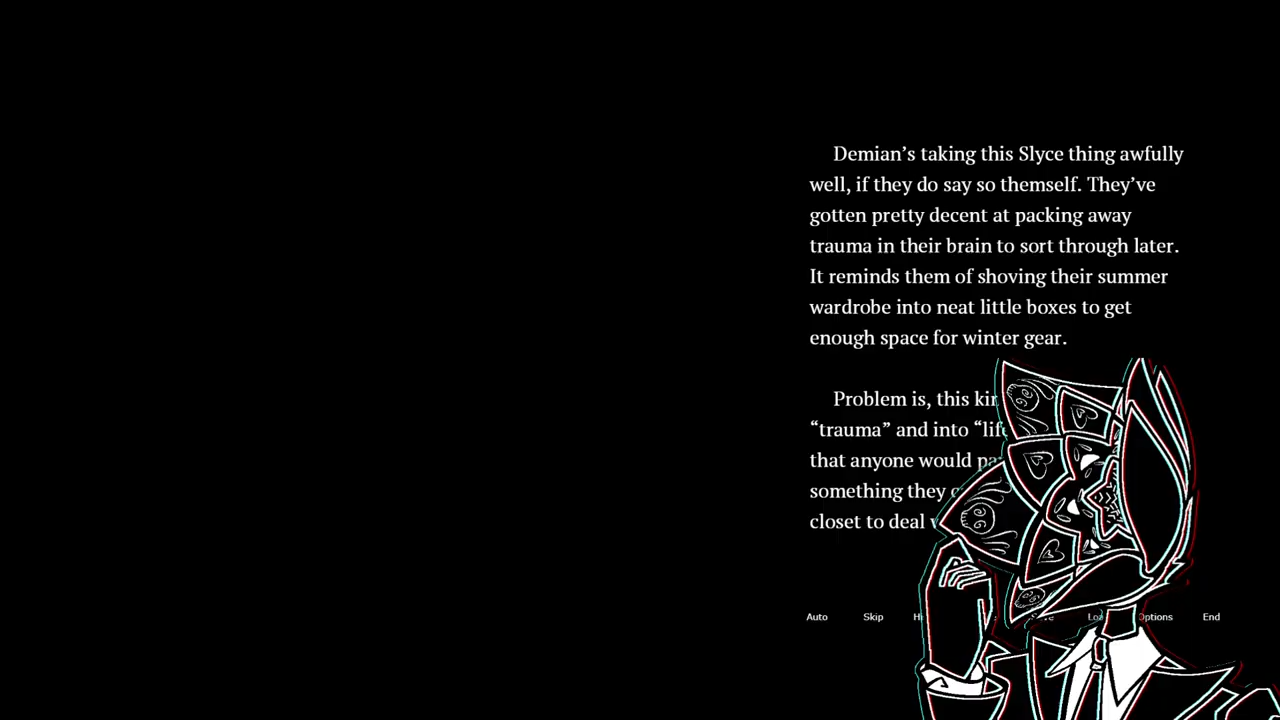 Demian’s taking this Slyce thing awfully
well, if they do say so themself. They’ve
gotten pretty decent at packing away
trauma in their brain to sort through later.
It reminds them of shoving their summer
wardrobe into neat little boxes to get
enough space for winter gear.
Problem is, this
“trauma” and into
that anyone would
something they
closet to deal
Auto Skip Options End